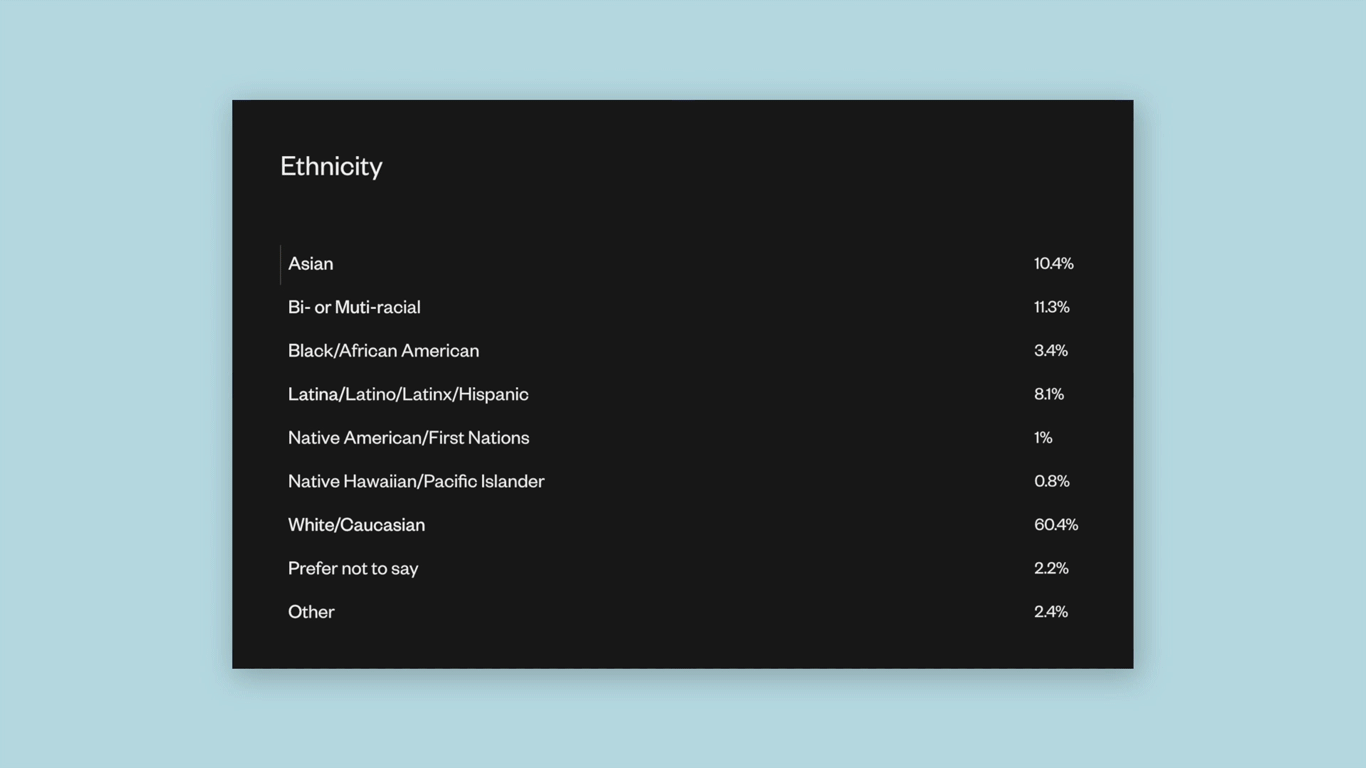 Ethnicity
Asian 10.4%
Bi- or Muti-racial 11.3%
Black/African American 3.4%
Latina/Latino/Latinx/Hispanic 8.1%
Native American/First Nations 1%
Native Hawaiian/Pacific Islander 0.8%
White/Caucasian 60.4%
Prefer not to say 2.2%
Other 2.4%